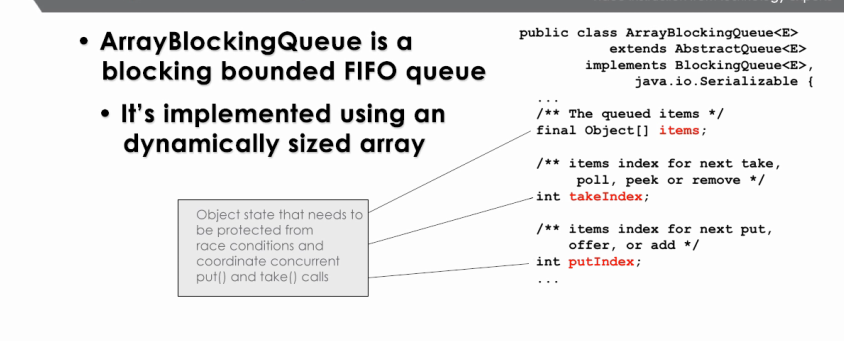 • ArrayBlockingQueue is a
blocking bounded FIFO queue
• It's implemented using an
dynamically sized array
Object state that needs to
be protected from
race conditions and
coordinate concurrent
put() and take() calls
public class ArrayBlockingQueue<E>
extends AbstractQueue<E>
implements BlockingQueue<E>,
java.io.Serializable {
...
/** The queued items */
final Object[] items;
/** items index for next take,
poll, peek or remove */
int takeIndex;
/** items index for next put,
offer, or add */
int putIndex;
...